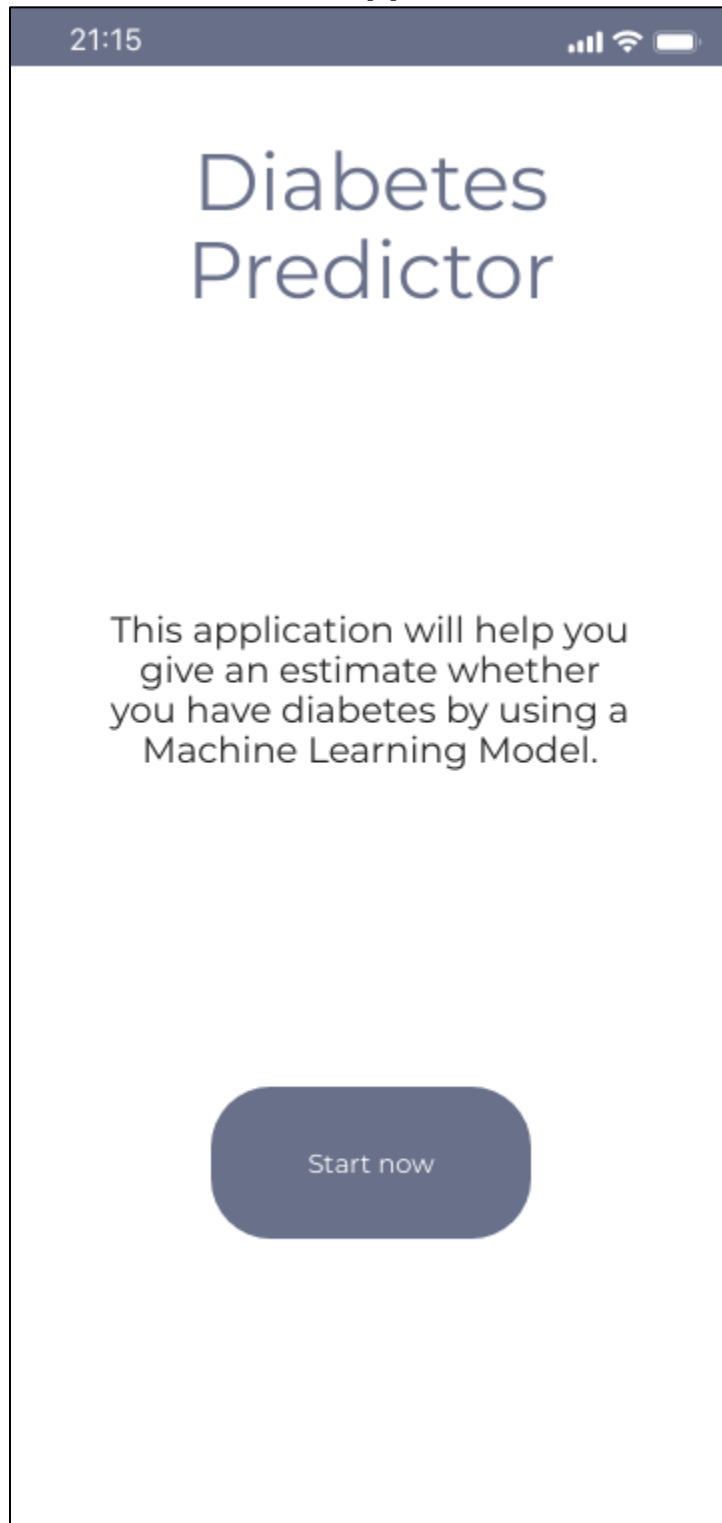 21:15
Diabetes
Predictor
This application will help you
give an estimate whether
you have diabetes by using a
Machine Learning Model.
Start now